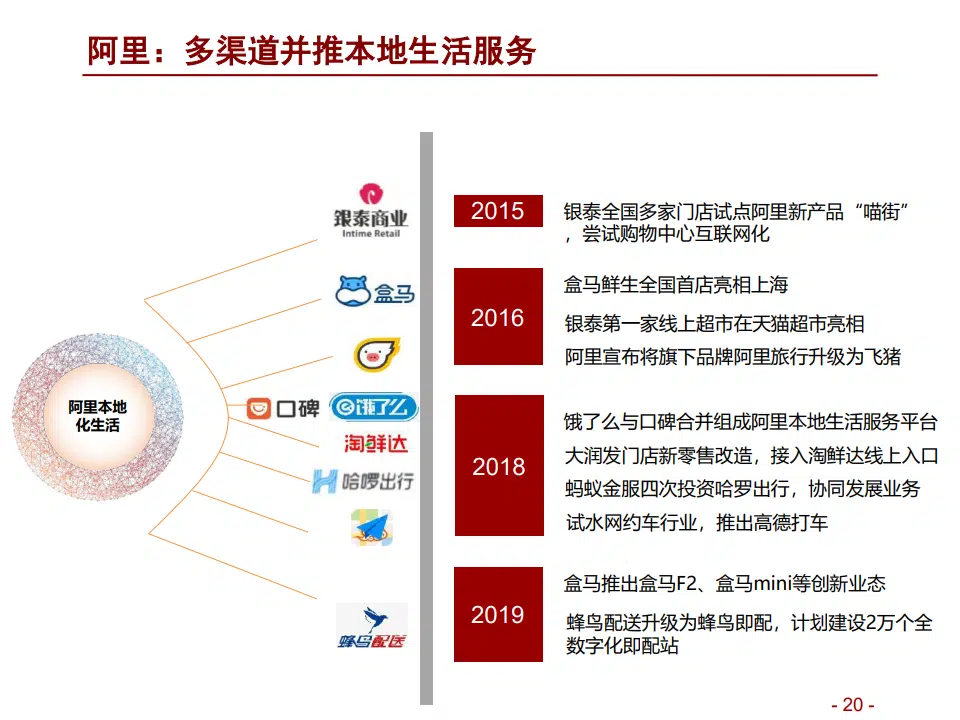 阿里：多渠道并推本地生活服务
阿里本地
化生活
银泰商业
Intime Retail
盒马
口碑
饿了么
淘鲜达
哈啰出行
蜂鸟配送
2015
银泰全国多家门店试点阿里新产品“喵街”
，尝试购物中心互联网化
2016
盒马鲜生全国首店亮相上海
银泰第一家线上超市在天猫超市亮相
阿里宣布将旗下品牌阿里旅行升级为飞猪
2018
饿了么与口碑合并组成阿里本地生活服务平台
大润发门店新零售改造，接入淘鲜达线上入口
蚂蚁金服四次投资哈罗出行，协同发展业务
试水网约车行业，推出高德打车
2019
盒马推出盒马F2、盒马mini等创新业态
蜂鸟配送升级为蜂鸟即配，计划建设2万个全
数字化即配站
- 20 -